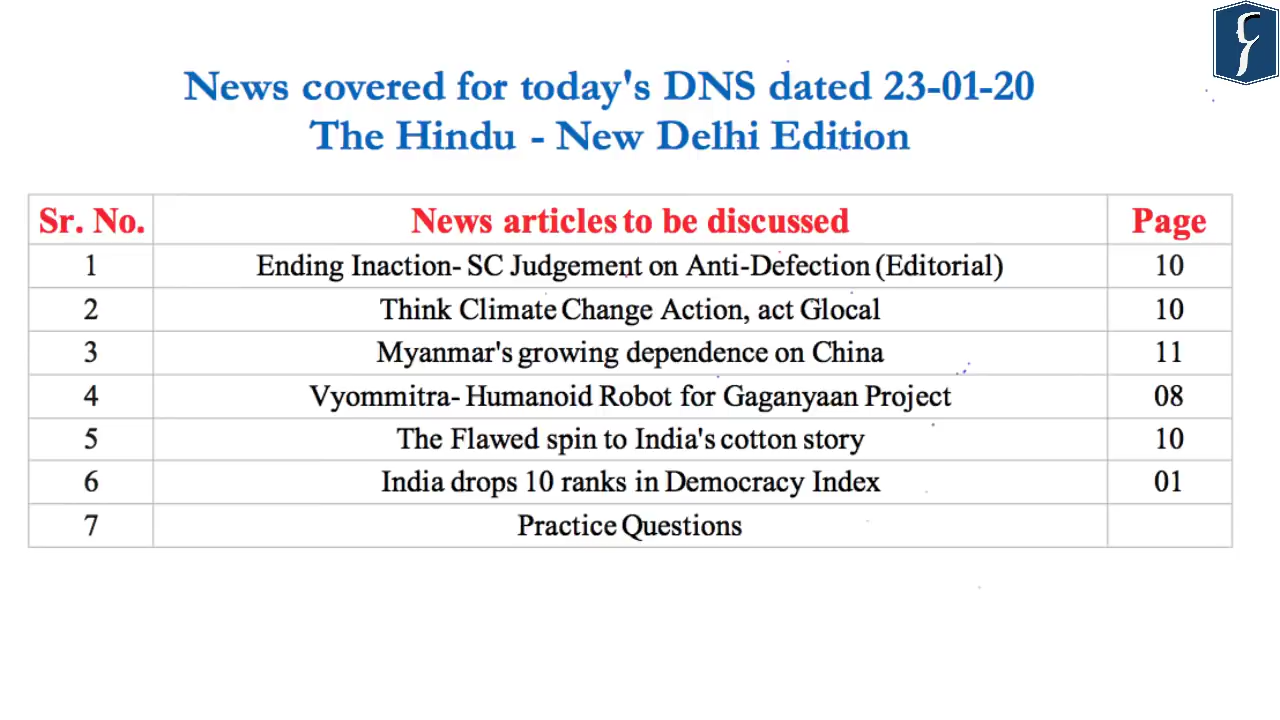 News covered for today's DNS dated 23-01-20
The Hindu - New Delhi Edition
Sr. No. News articles to be discussed Page
1 Ending Inaction- SC Judgement on Anti-Defection (Editorial) 10
2 Think Climate Change Action, act Glocal 10
3 Myanmar's growing dependence on China 11
4 Vyommitra- Humanoid Robot for Gaganyaan Project 08
5 The Flawed spin to India's cotton story 10
6 India drops 10 ranks in Democracy Index 01
7 Practice Questions